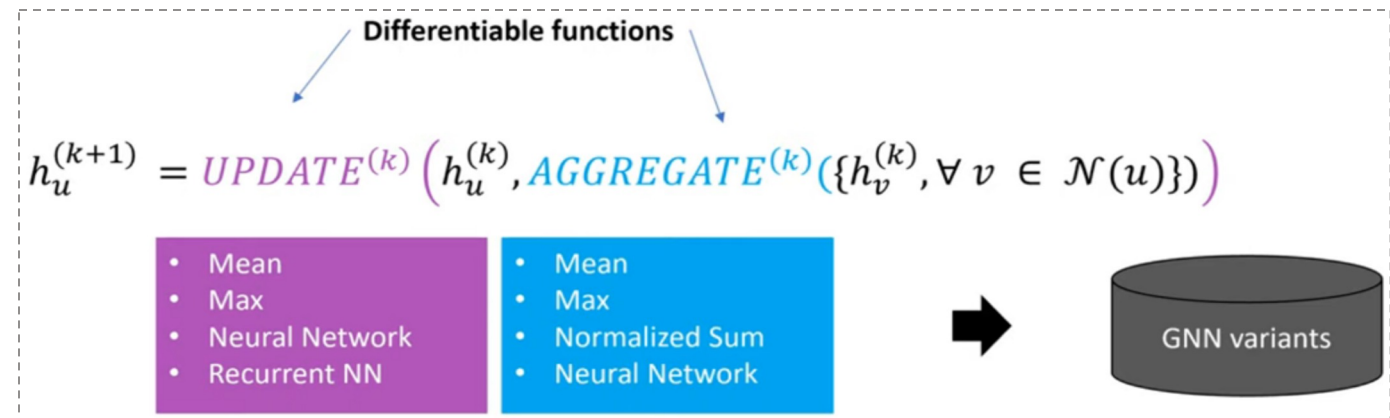 Differentiable functions
h_u^{(k+1)} = UPDATE^{(k)}(h_u^{(k)}, AGGREGATE^{(k)}({h_v^{(k)}, ∀ v ∈ 𝒩(u)}))
• Mean
• Max
• Neural Network
• Recurrent NN
• Mean
• Max
• Normalized Sum
• Neural Network
GNN variants